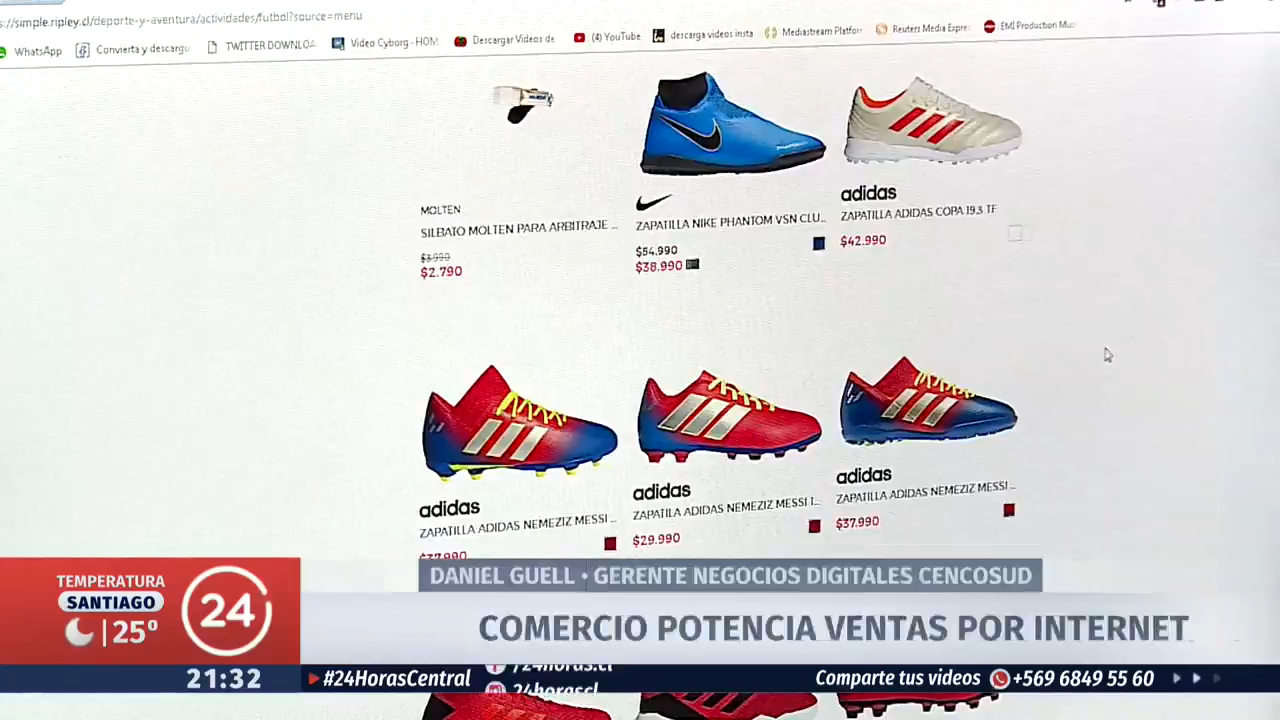 s://simple.ripley.cl/deporte-y-aventura/actividades/futbol?source=menu
WhatsApp
Convierta y descargu
TWITTER DOWNLOA
Video Cyborg - HOM
Descargar Videos de
(4) YouTube
descarga videos insta
Mediastream Platfor
Reuters Media Expre
EMI Production Mu
MOLTEN
SILBATO MOLTEN PARA ARBITRAJE ...
$3.990
$2.790
ZAPATILLA NIKE PHANTOM VSN CLU...
$54.990
$38.990
adidas
ZAPATILLA ADIDAS COPA 19.3 TF
$42.990
adidas
ZAPATILLA ADIDAS NEMEZIZ MESSI ...
$37.990
adidas
ZAPATILLA ADIDAS NEMEZIZ MESSI 1...
$29.990
adidas
ZAPATILLA ADIDAS NEMEZIZ MESSI ...
$37.990
DANIEL GUELL • GERENTE NEGOCIOS DIGITALES CENCOSUD
COMERCIO POTENCIA VENTAS POR INTERNET
TEMPERATURA
SANTIAGO
25°
24
21:32
#24HorasCentral
/24horas.cl
24horascl
Comparte tus videos
+569 6849 55 60